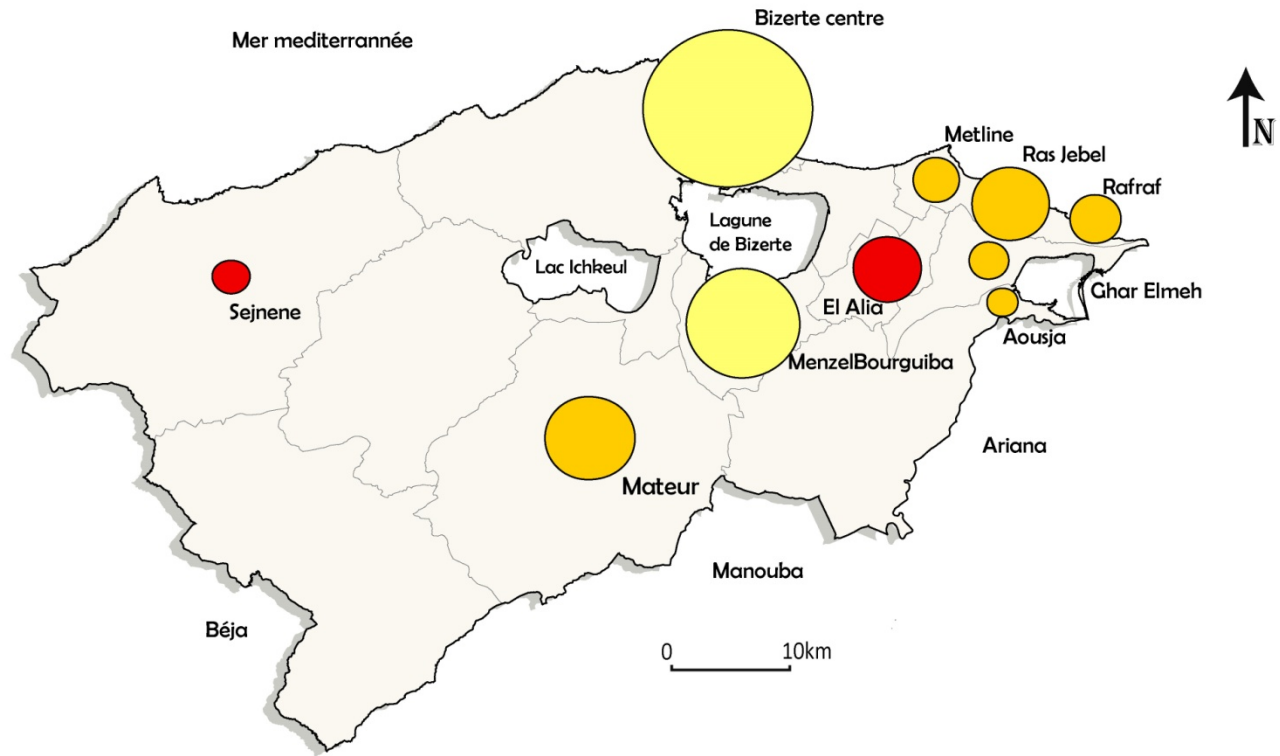 Bizerte centre
Mer mediterrannée
N
Metline
Ras Jebel
Rafraf
Lagune
de Bizerte
Lac Ichkeul
Sejnene
El Alia
Ghar Elmeh
Aousja
MenzelBourguiba
Ariana
Mateur
Manouba
Béja
0 10km